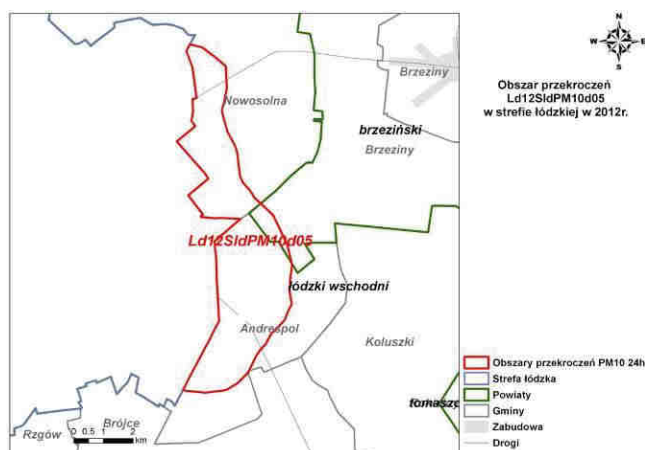 N
W E
S
Obszar przekroczeń
Ld12SldPM10d05
w strefie łódzkiej w 2012r.
Brzeziny
Nowosolna
brzeziński
Brzeziny
Ld12SldPM10d05
łódzki wschodni
Andrespol
Koluszki
Brójce
Rzgów
0 0.5 1 2
km
Obszary przekroczeń PM10 24h
Strefa łódzka
Powiaty
Gminy
Zabudowa
Drogi